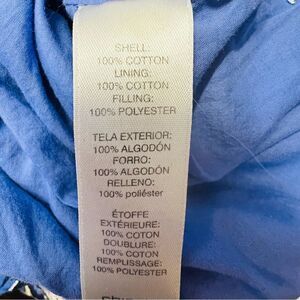 SHELL:
100% COTTON
LINING:
100% COTTON
FILLING:
100% POLYESTER
TELA EXTERIOR:
100% ALGODÓN
FORRO:
100% ALGODÓN
RELLENO:
100% poliéster
ÉTOFFE
EXTÉRIEURE:
100% COTON
DOUBLURE:
100% COTON
REMPLISSAGE:
100% POLYESTER